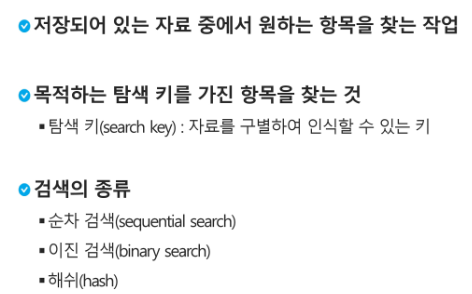 저장되어 있는 자료 중에서 원하는 항목을 찾는 작업
목적하는 탐색 키를 가진 항목을 찾는 것
▪ 탐색 키(search key) : 자료를 구별하여 인식할 수 있는 키
검색의 종류
▪ 순차 검색(sequential search)
▪ 이진 검색(binary search)
▪ 해쉬(hash)